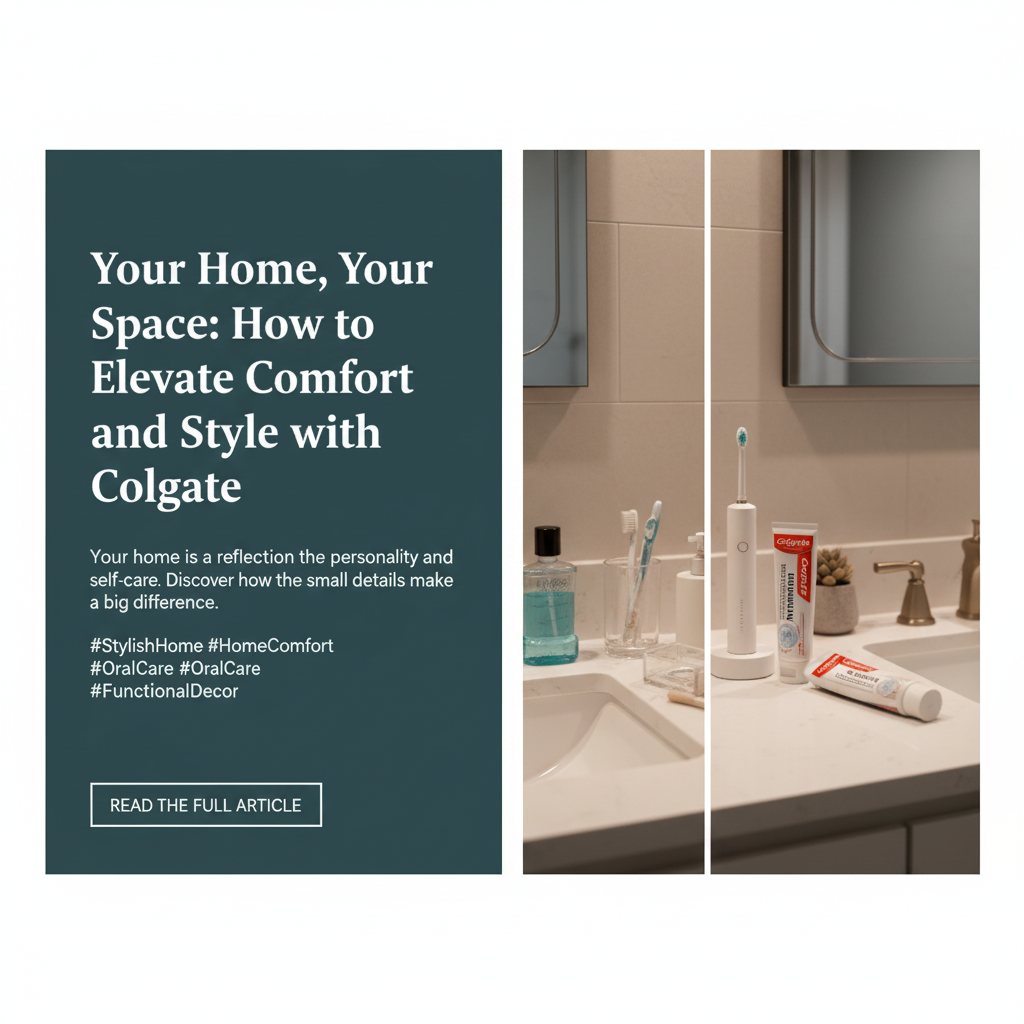 Your Home, Your
Space: How to
Elevate Comfort
and Style with
Colgate
Your home is a reflection the personality and
self-care. Discover how the small details make
a big difference.
#StylishHome #HomeComfort
#OralCare #OralCare
#FunctionalDecor
READ THE FULL ARTICLE